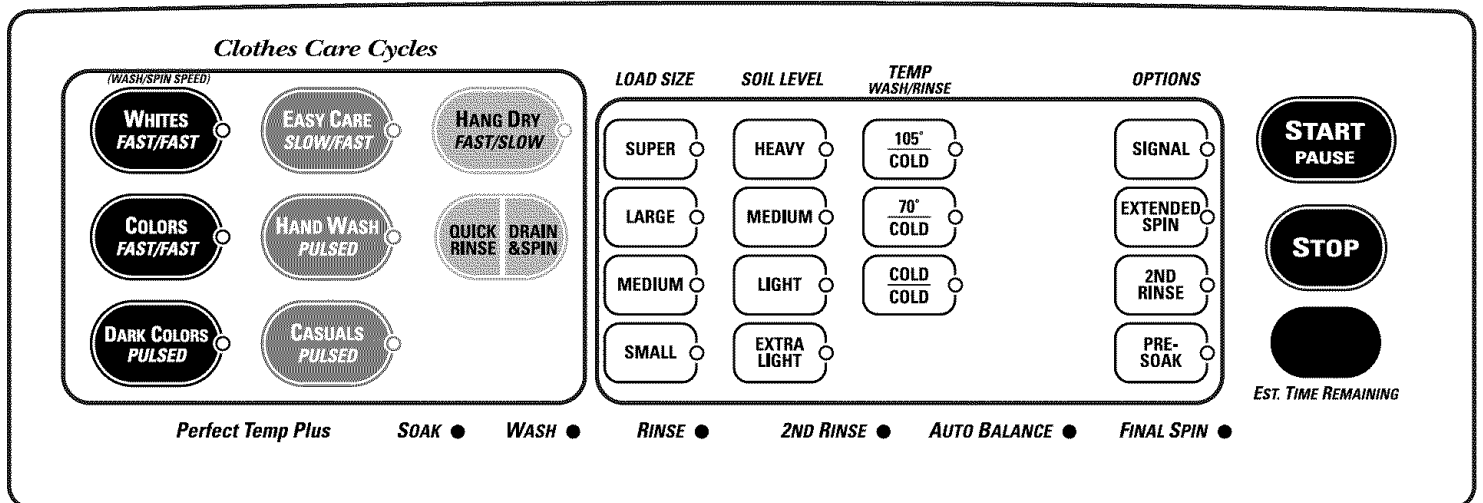 Clothes Care Cycles
(WASH/SPIN SPEED)
WHITES
FAST/FAST
EASY CARE
SLOW/FAST
HANG DRY
FAST/SLOW
COLORS
FAST/FAST
HAND WASH
PULSED
QUICK
RINSE
DRAIN
&SPIN
DARK COLORS
PULSED
CASUALS
PULSED
LOAD SIZE
SUPER
LARGE
MEDIUM
SMALL
SOIL LEVEL
HEAVY
MEDIUM
LIGHT
EXTRA
LIGHT
TEMP
WASH/RINSE
105°
COLD
70°
COLD
COLD
COLD
OPTIONS
SIGNAL
EXTENDED
SPIN
2ND
RINSE
PRE-
SOAK
START
PAUSE
STOP
EST. TIME REMAINING
Perfect Temp Plus SOAK WASH RINSE 2ND RINSE AUTO BALANCE FINAL SPIN